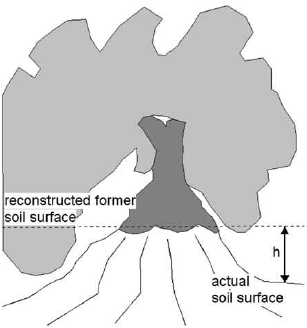 reconstructed former
soil surface
h
actual
soil surface